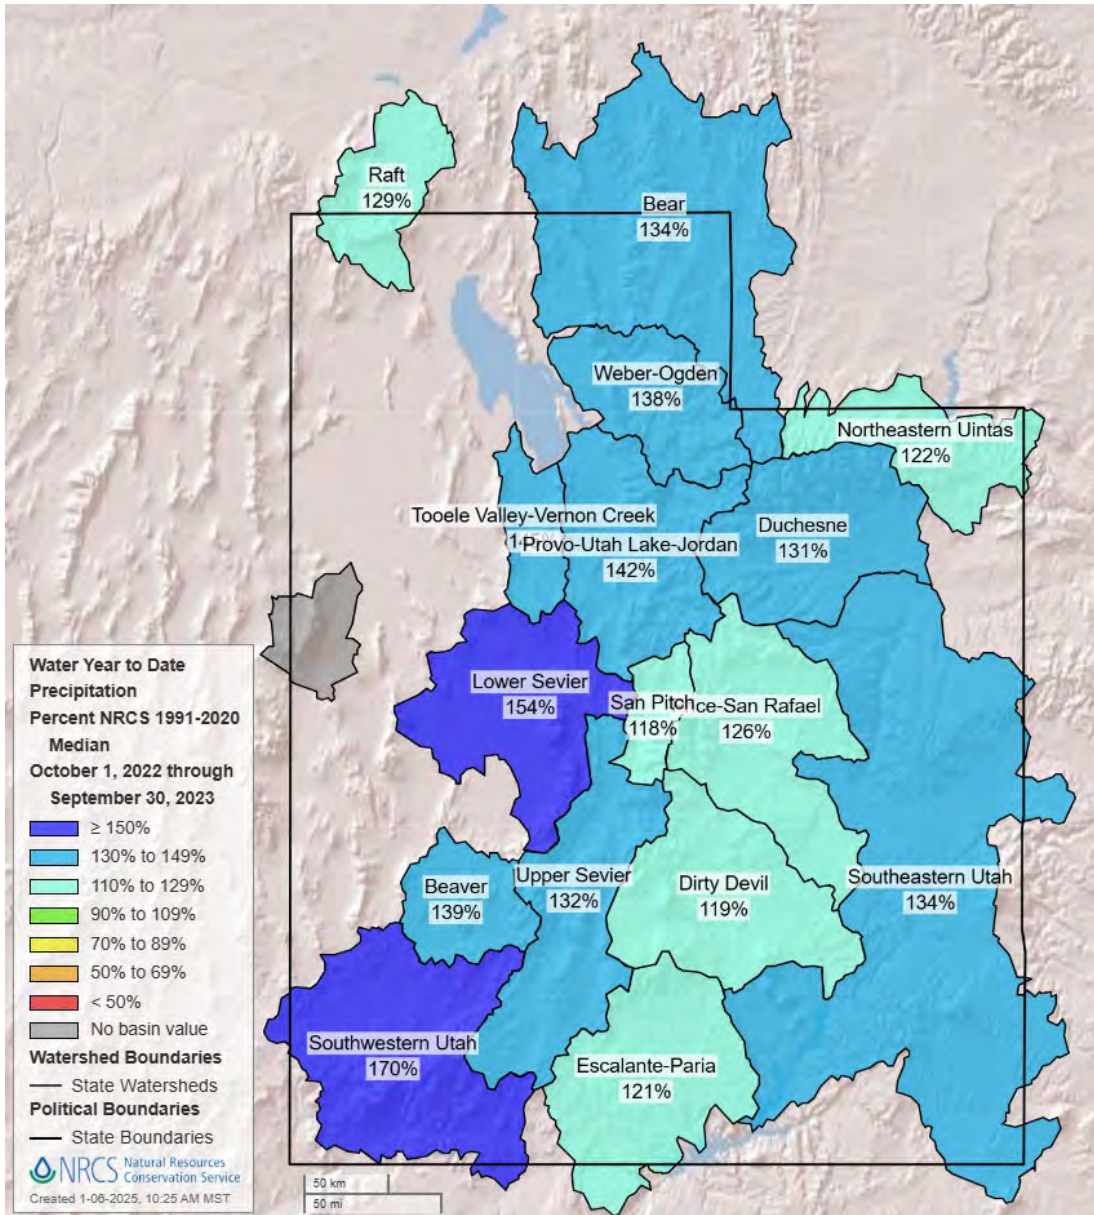 Raft
129%
Bear
134%
Weber-Ogden
138%
Northeastern Uintas
122%
Tooele Valley-Vernon Creek
Provo-Utah Lake-Jordan
142%
Duchesne
131%
Lower Sevier
154%
San Pitch
118%
ce-San Rafael
126%
Beaver
139%
Upper Sevier
132%
Dirty Devil
119%
Southeastern Utah
134%
Southwestern Utah
170%
Escalante-Paria
121%
Water Year to Date
Precipitation
Percent NRCS 1991-2020
Median
October 1, 2022 through
September 30, 2023
≥ 150%
130% to 149%
110% to 129%
90% to 109%
70% to 89%
50% to 69%
< 50%
No basin value
Watershed Boundaries
State Watersheds
Political Boundaries
State Boundaries
NRCS Natural Resources
Conservation Service
Created 1-06-2025, 10:25 AM MST
50 km
50 mi